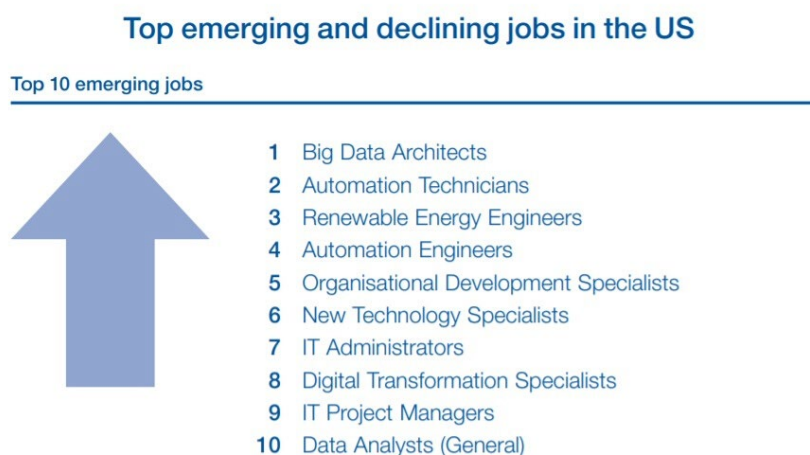 Top emerging and declining jobs in the US
Top 10 emerging jobs
1 Big Data Architects
2 Automation Technicians
3 Renewable Energy Engineers
4 Automation Engineers
5 Organisational Development Specialists
6 New Technology Specialists
7 IT Administrators
8 Digital Transformation Specialists
9 IT Project Managers
10 Data Analysts (General)